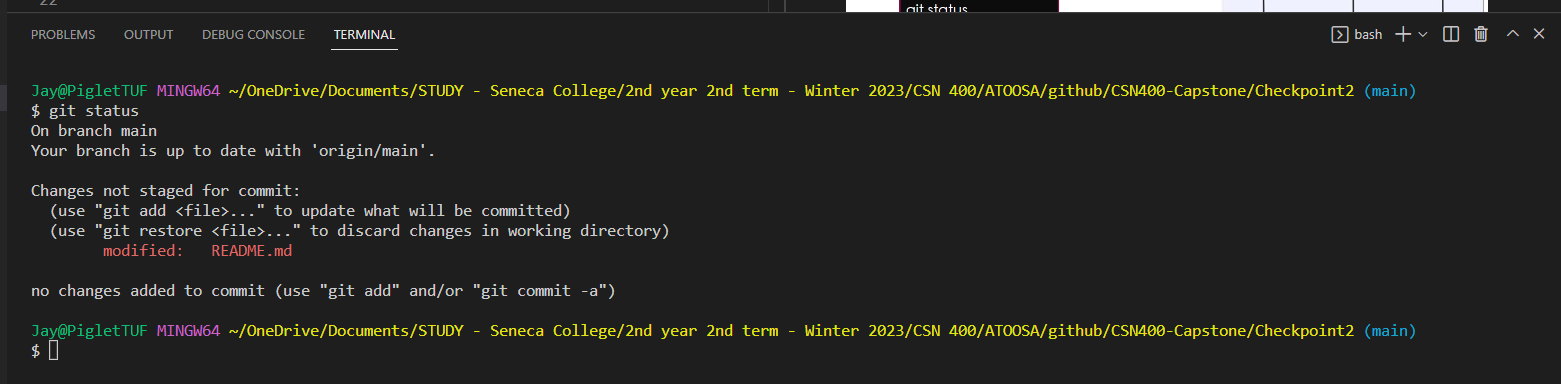 22
git status
PROBLEMS OUTPUT DEBUG CONSOLE TERMINAL bash
Jay@PigletTUF MINGW64 ~/OneDrive/Documents/STUDY - Seneca College/2nd year 2nd term - Winter 2023/CSN 400/ATOOSA/github/CSN400-Capstone/Checkpoint2 (main)
$ git status
On branch main
Your branch is up to date with 'origin/main'.
Changes not staged for commit:
  (use "git add <file>..." to update what will be committed)
  (use "git restore <file>..." to discard changes in working directory)
        modified:   README.md
no changes added to commit (use "git add" and/or "git commit -a")
Jay@PigletTUF MINGW64 ~/OneDrive/Documents/STUDY - Seneca College/2nd year 2nd term - Winter 2023/CSN 400/ATOOSA/github/CSN400-Capstone/Checkpoint2 (main)
$